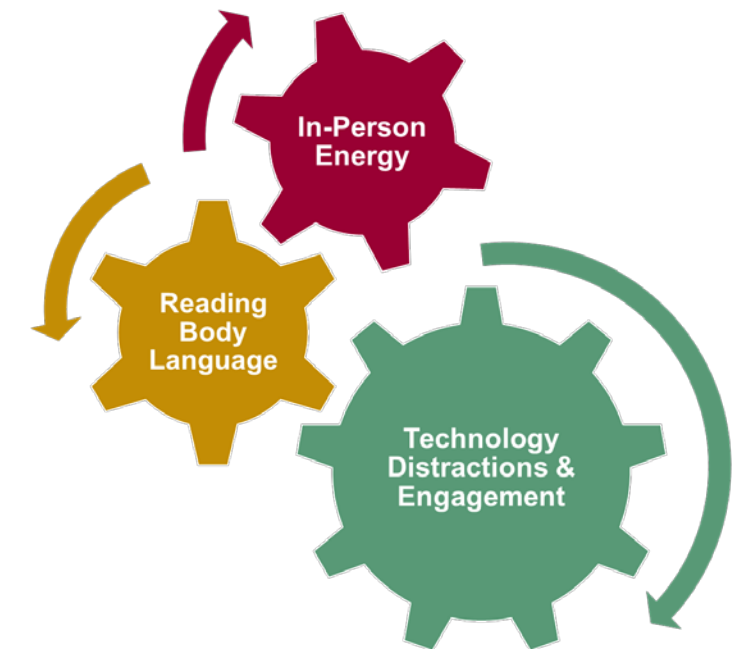 In-Person
Energy
Reading
Body
Language
Technology
Distractions &
Engagement